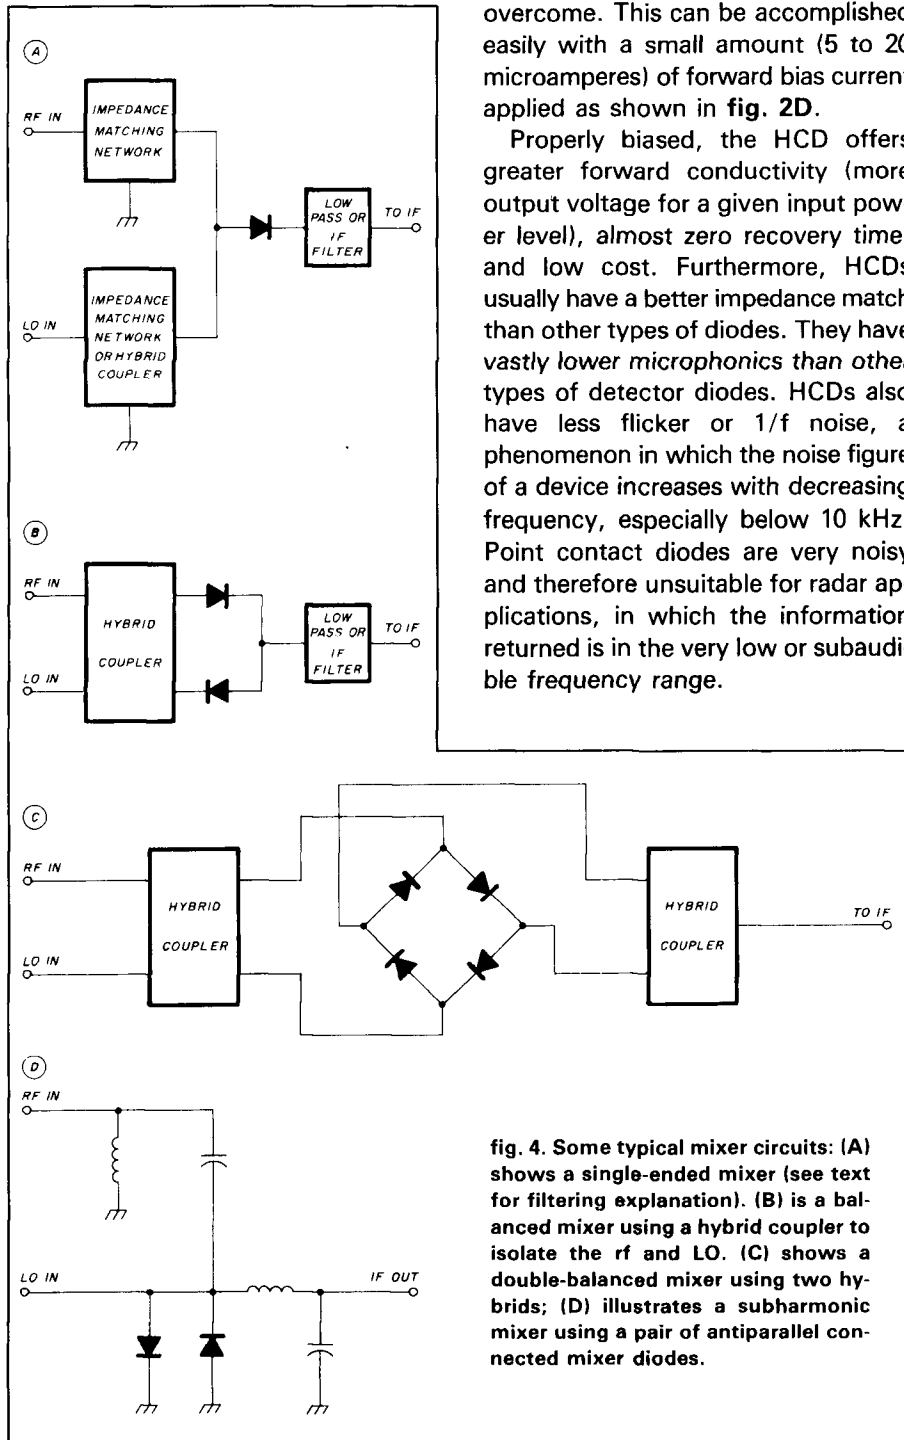 A
RF IN
IMPEDANCE
MATCHING
NETWORK
LOW
PASS OR
IF
FILTER
TO IF
LO IN
IMPEDANCE
MATCHING
NETWORK
OR HYBRID
COUPLER
B
RF IN
HYBRID
COUPLER
LO IN
LOW
PASS OR
IF
FILTER
TO IF
overcome. This can be accomplished
easily with a small amount (5 to 20
microamperes) of forward bias current
applied as shown in fig. 2D.
Properly biased, the HCD offers
greater forward conductivity (more
output voltage for a given input pow-
er level), almost zero recovery time,
and low cost. Furthermore, HCDs
usually have a better impedance match
than other types of diodes. They have
vastly lower microphonics than other
types of detector diodes. HCDs also
have less flicker or 1/f noise, a
phenomenon in which the noise figure
of a device increases with decreasing
frequency, especially below 10 kHz.
Point contact diodes are very noisy
and therefore unsuitable for radar ap-
plications, in which the information
returned is in the very low or subaudi-
ble frequency range.
C
RF IN
LO IN
HYBRID
COUPLER
HYBRID
COUPLER
TO IF
D
RF IN
LO IN
IF OUT
fig. 4. Some typical mixer circuits: (A)
shows a single-ended mixer (see text
for filtering explanation). (B) is a bal-
anced mixer using a hybrid coupler to
isolate the rf and LO. (C) shows a
double-balanced mixer using two hy-
brids; (D) illustrates a subharmonic
mixer using a pair of antiparallel con-
nected mixer diodes.